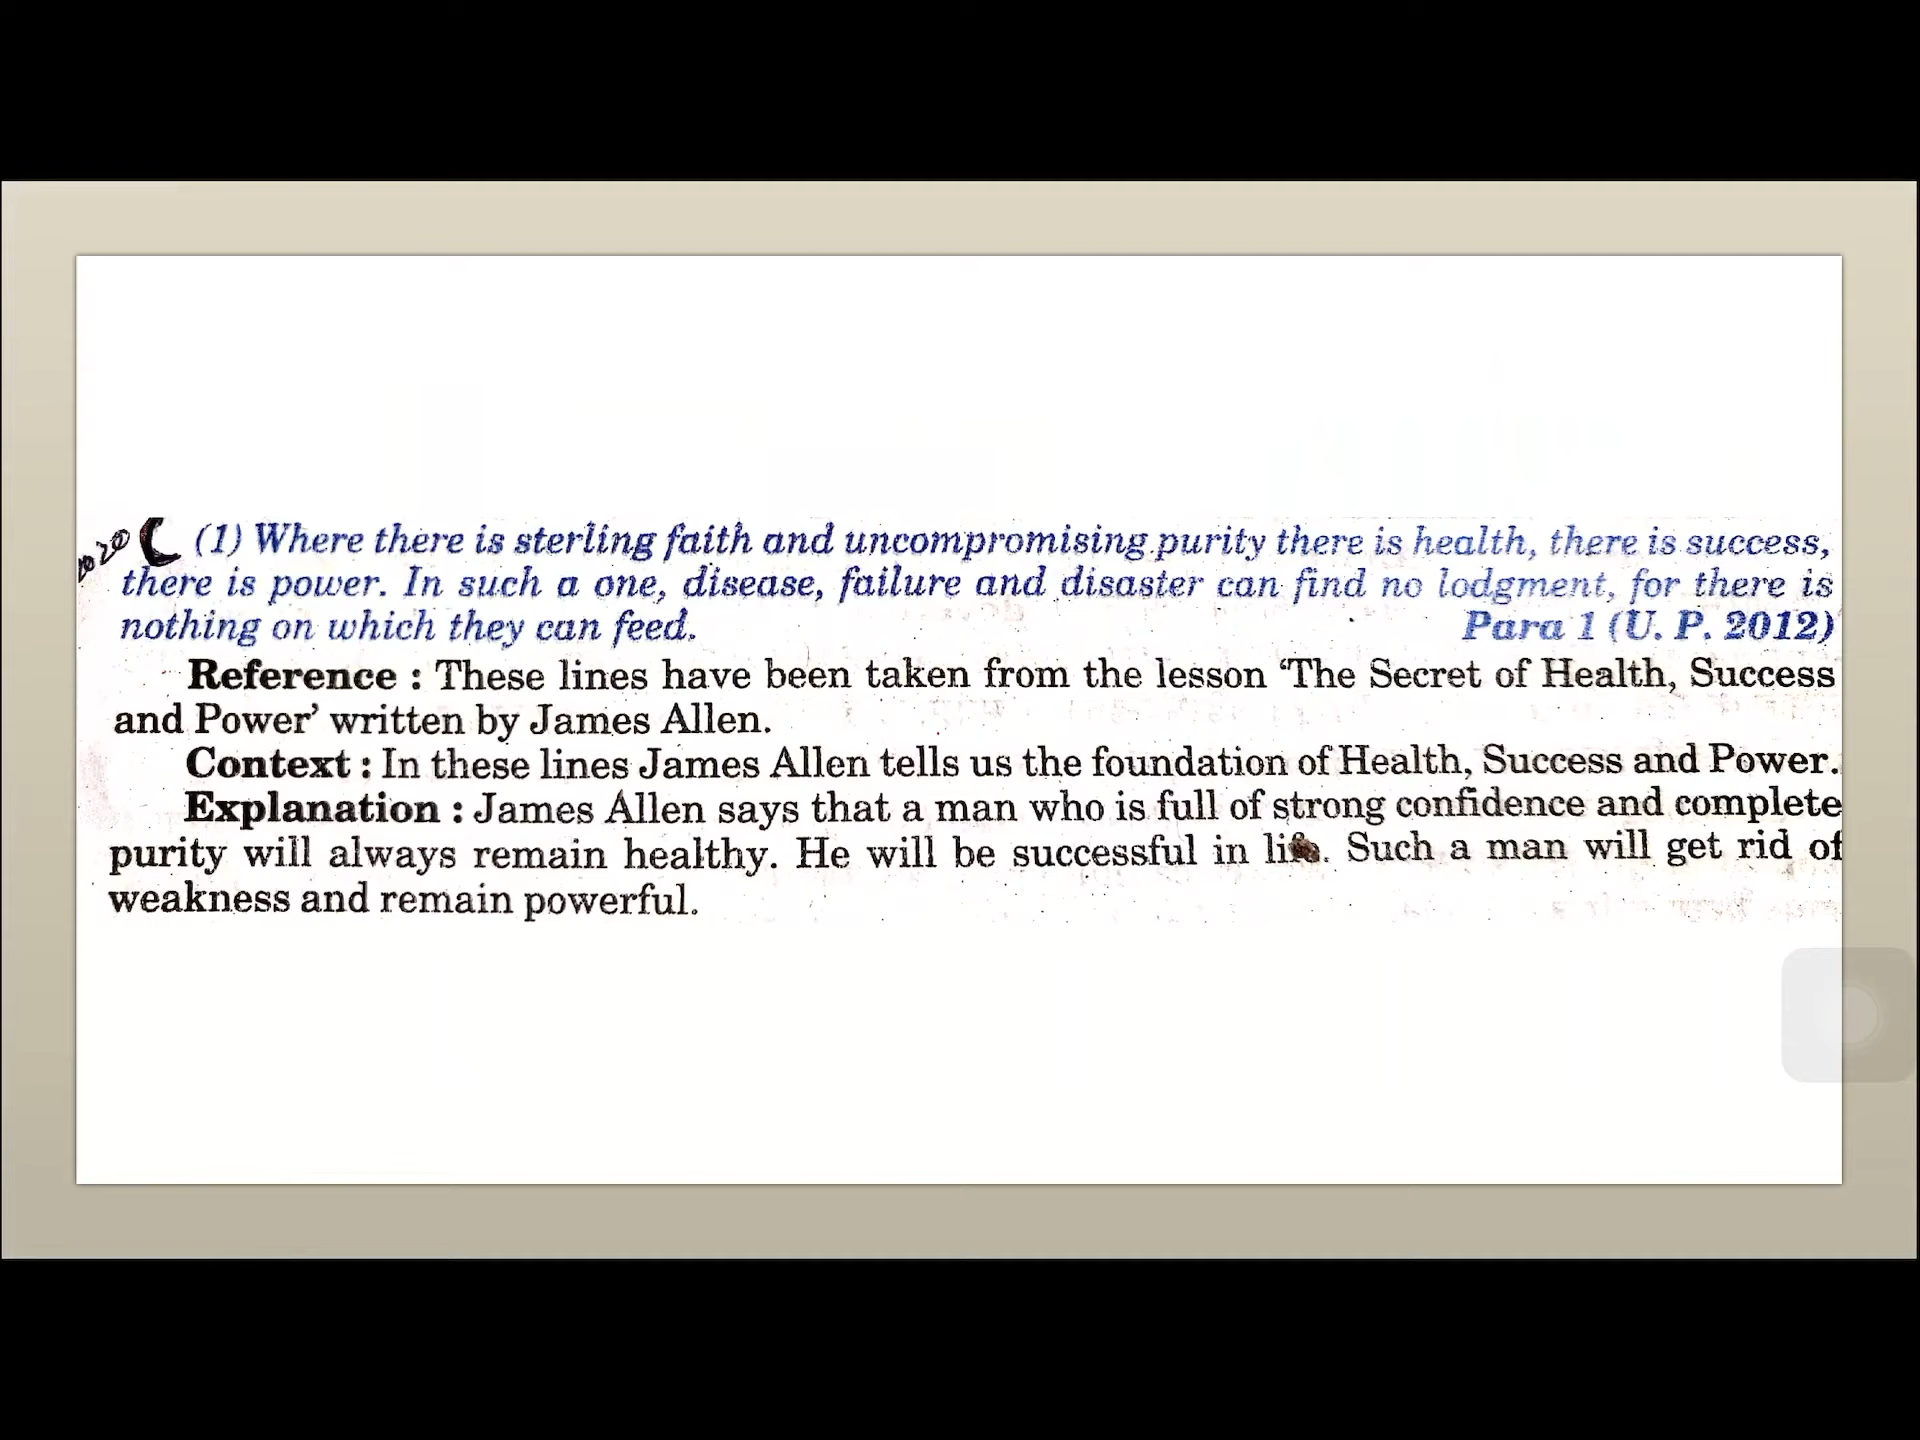 2020 (1) Where there is sterling faith and uncompromising purity there is health, there is success,
there is power. In such a one, disease, failure and disaster can find no lodgment, for there is
nothing on which they can feed. Para 1 (U. P. 2012)
Reference : These lines have been taken from the lesson ‘The Secret of Health, Success
and Power’ written by James Allen.
Context : In these lines James Allen tells us the foundation of Health, Success and Power.
Explanation : James Allen says that a man who is full of strong confidence and complete
purity will always remain healthy. He will be successful in life. Such a man will get rid of
weakness and remain powerful.